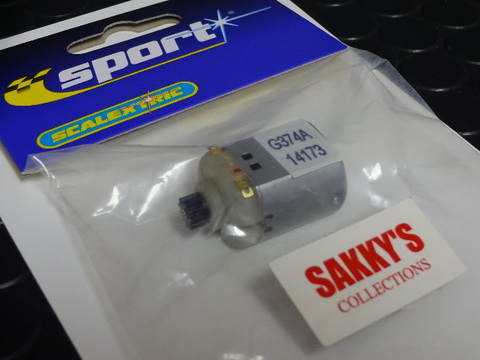 sport
SCALEXTRIC
G374A
14173
SAKKY'S
COLLECTIONS